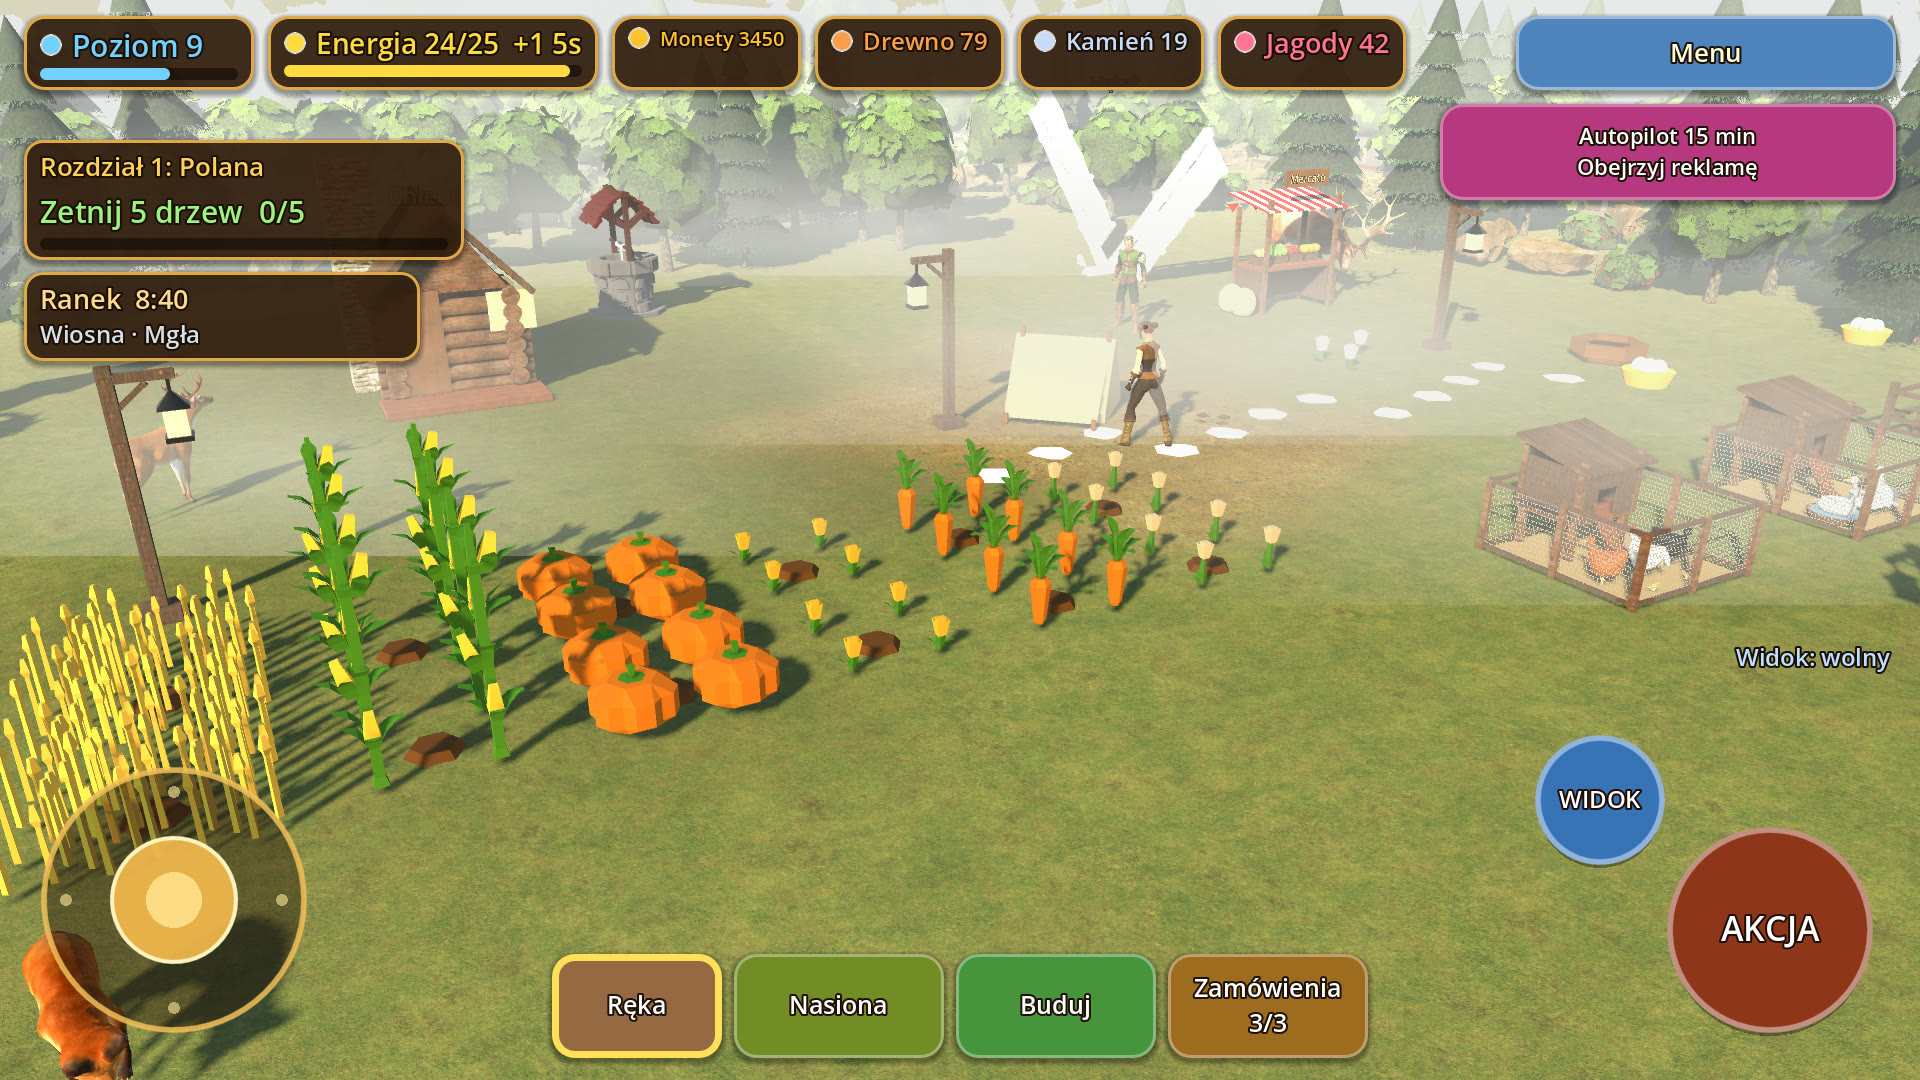 Poziom 9
Energia 24/25 +1 5s
Monety 3450
Drewno 79
Kamień 19
Jagody 42
Menu
Autopilot 15 min
Obejrzyj reklamę
Rozdział 1: Polana
Zetnij 5 drzew 0/5
Ranek 8:40
Wiosna · Mgła
Mercato
Widok: wolny
WIDOK
AKCJA
Ręka
Nasiona
Buduj
Zamówienia
3/3